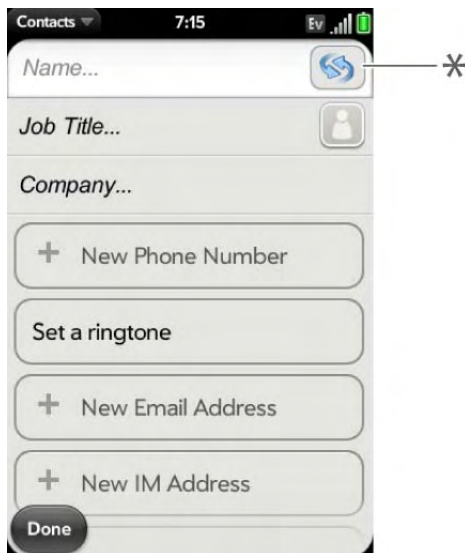 Contacts 7:15 Ev
Name...
Job Title...
Company...
+ New Phone Number
Set a ringtone
+ New Email Address
+ New IM Address
Done